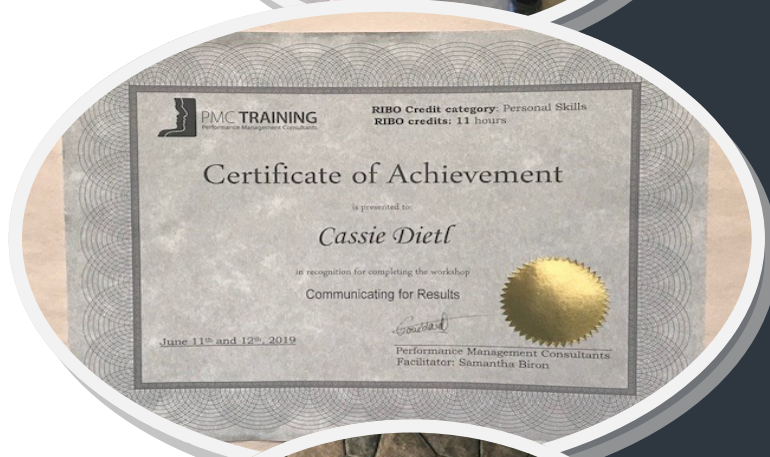 PMC TRAINING
Performance Management Consultants
RIBO Credit category: Personal Skills
RIBO credits: 11 hours
Certificate of Achievement
is presented to:
Cassie Dietl
in recognition for completing the workshop
Communicating for Results
June 11th and 12th, 2019
Performance Management Consultants
Facilitator: Samantha Biron